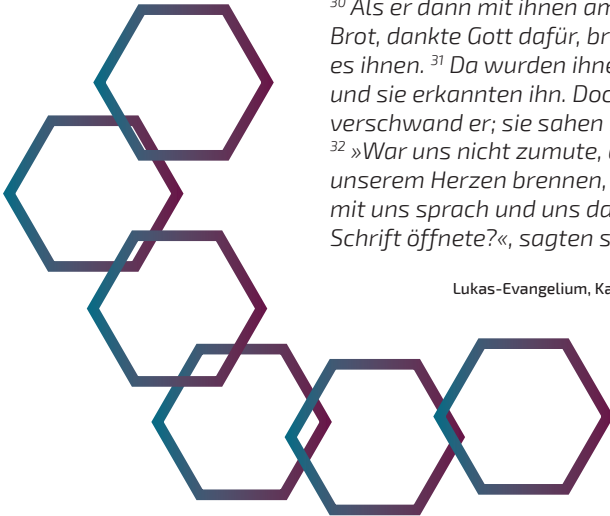 ³⁰ Als er dann mit ihnen am
Brot, dankte Gott dafür, br
es ihnen. ³¹ Da wurden ihne
und sie erkannten ihn. Doc
verschwand er; sie sahen
³² »War uns nicht zumute,
unserem Herzen brennen,
mit uns sprach und uns da
Schrift öffnete?«, sagten s
Lukas-Evangelium, Ka